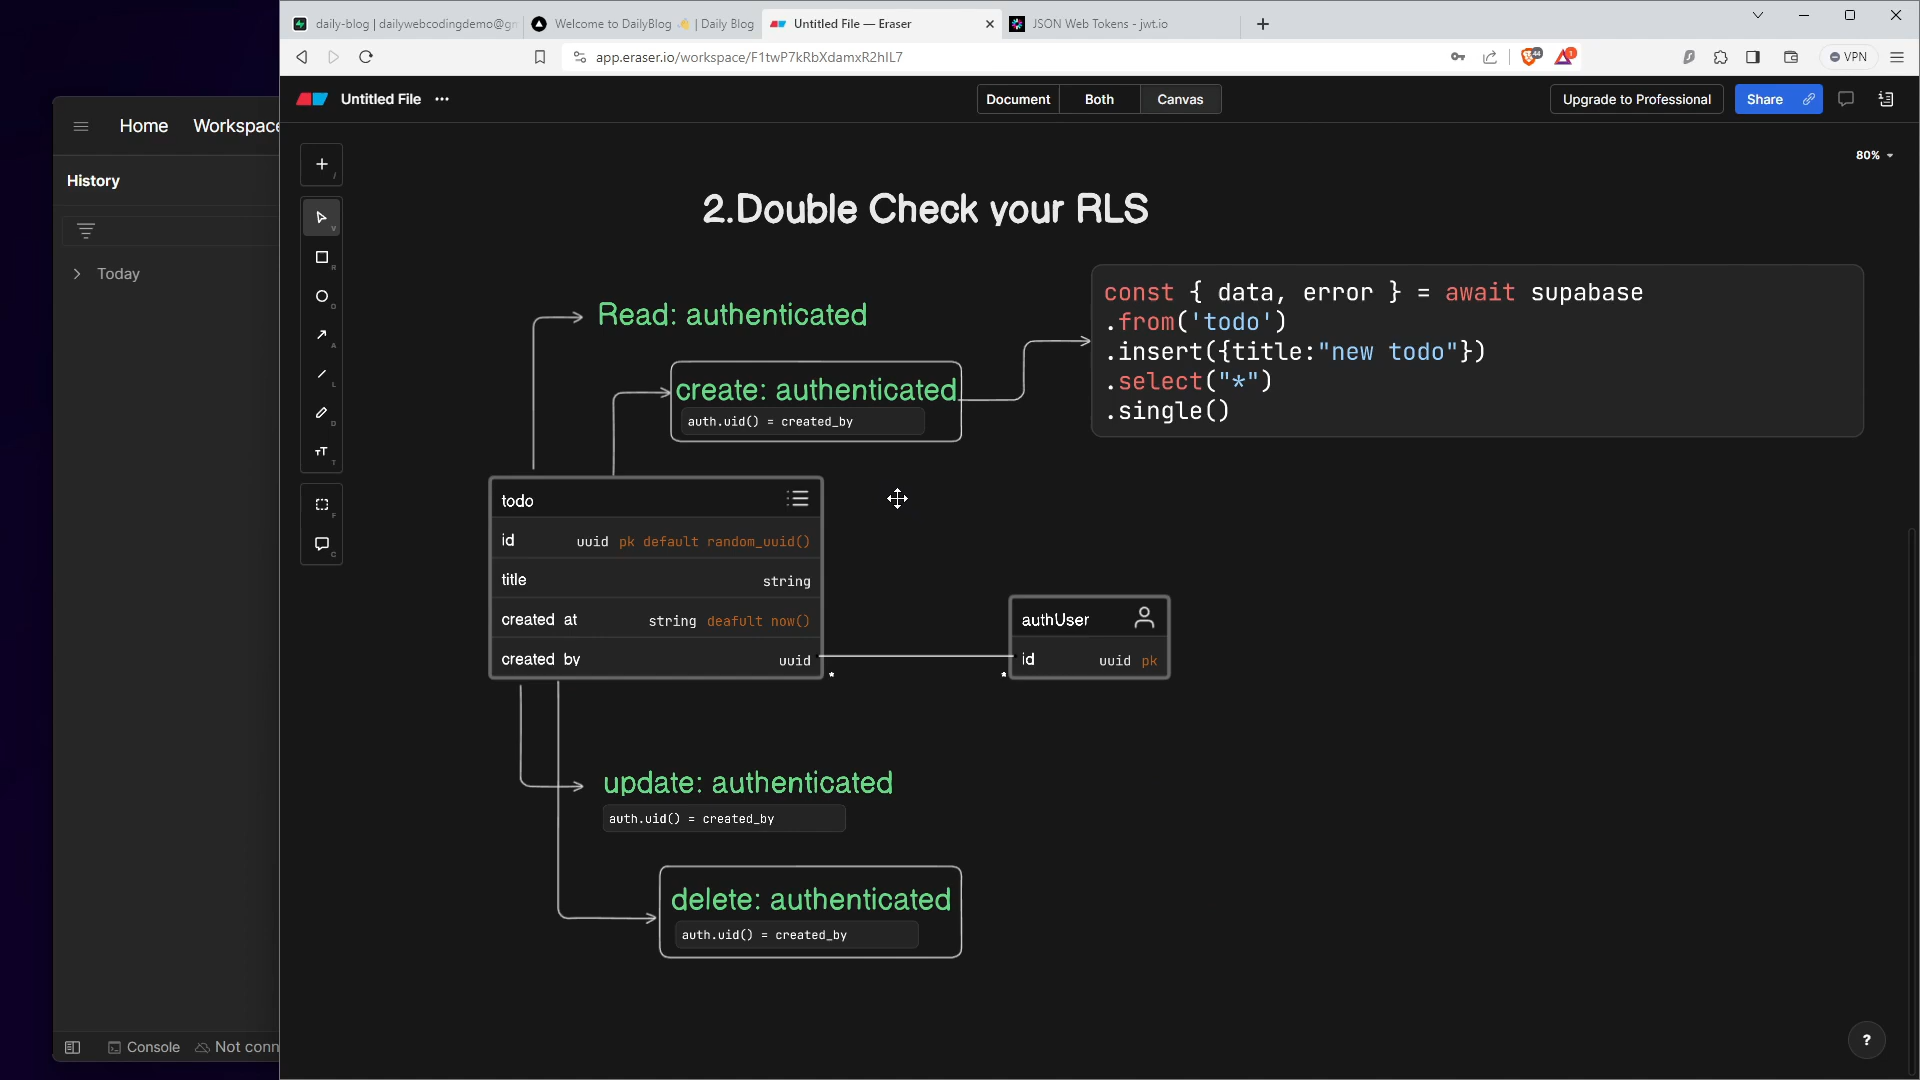 daily-blog | dailywebcodingdemo@gm
Welcome to DailyBlog 👋 | Daily Blog
Untitled File — Eraser
JSON Web Tokens - jwt.io
app.eraser.io/workspace/F1twP7kRbXdamxR2hIL7
44
1
VPN
Untitled File
Document
Both
Canvas
Upgrade to Professional
Share
Home
Workspace
History
Today
Console
Not conn
80%
/
V
R
O
A
L
D
T
F
C
2.Double Check your RLS
Read: authenticated
create: authenticated
auth.uid() = created_by
const { data, error } = await supabase
.from('todo')
.insert({title:"new todo"})
.select("*")
.single()
todo
id uuid pk default random_uuid()
title string
created at string deafult now()
created by uuid
*
*
authUser
id uuid pk
update: authenticated
auth.uid() = created_by
delete: authenticated
auth.uid() = created_by
?